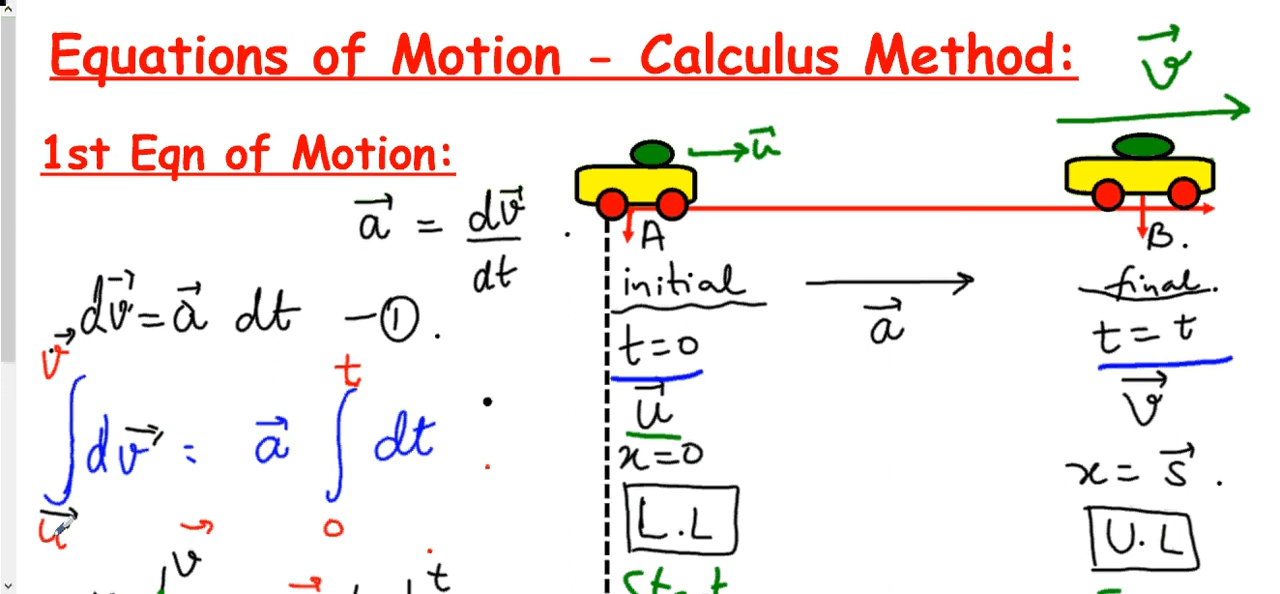 Equations of Motion - Calculus Method:
v⃗
1st Eqn of Motion:
u⃗
a⃗ = dv⃗/dt .
A
B.
initial
a⃗
final.
dv⃗ = a⃗ dt —①.
t=0
t = t
∫_{u⃗}^{v⃗} dv⃗ = a⃗ ∫_0^t dt
u⃗
v⃗
x=0
x = s⃗ .
L.L
U.L
v
t